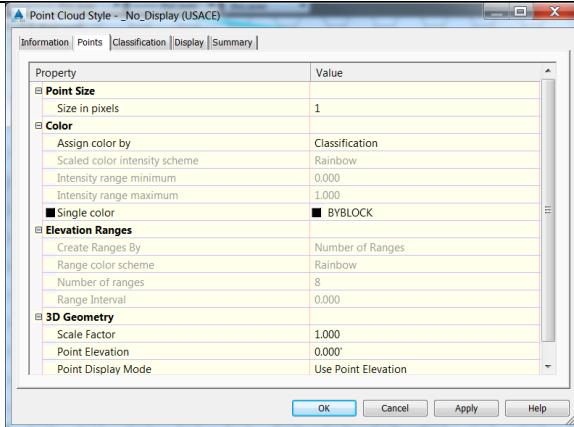 Point Cloud Style - _No_Display (USACE)
Information Points Classification Display Summary
Property Value
Point Size
Size in pixels 1
Color
Assign color by Classification
Scaled color intensity scheme Rainbow
Intensity range minimum 0.000
Intensity range maximum 1.000
Single color BYBLOCK
Elevation Ranges
Create Ranges By Number of Ranges
Range color scheme Rainbow
Number of ranges 8
Range Interval 0.000
3D Geometry
Scale Factor 1.000
Point Elevation 0.000'
Point Display Mode Use Point Elevation
OK Cancel Apply Help